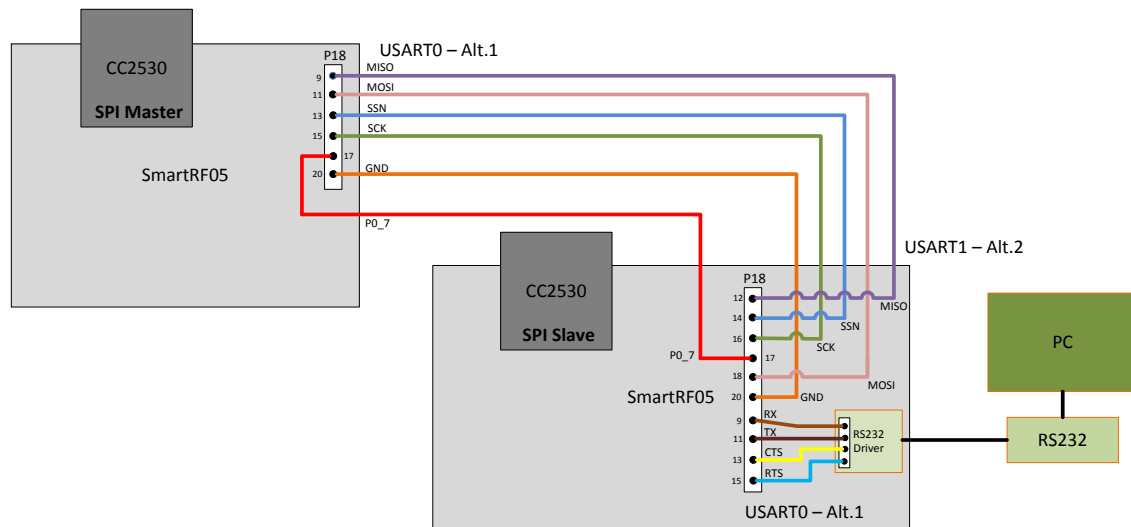 P18
USART0 – Alt.1
CC2530
SPI Master
SmartRF05
9
MISO
11
MOSI
13
SSN
15
SCK
17
20
GND
P0_7
USART1 – Alt.2
CC2530
SPI Slave
SmartRF05
P18
12
MISO
14
SSN
16
SCK
P0_7
17
18
MOSI
20
GND
9
RX
11
TX
13
CTS
15
RTS
RS232
Driver
USART0 – Alt.1
PC
RS232